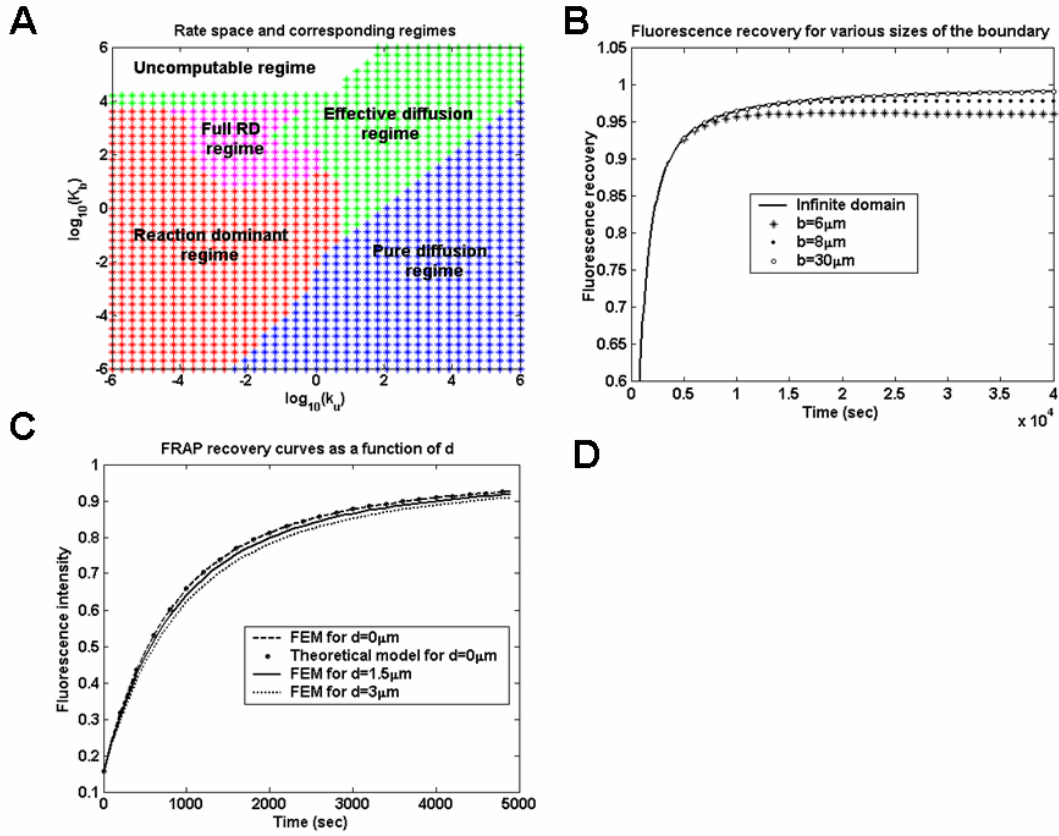 A
Rate space and corresponding regimes
6
4
2
0
-2
-4
-6
log10(Kb)
Uncomputable regime
Full RD
regime
Effective diffusion
regime
Reaction dominant
regime
Pure diffusion
regime
-6
-4
-2
0
2
4
6
log10(ku)
B
Fluorescence recovery for various sizes of the boundary
1.05
1
0.95
0.9
0.85
0.8
0.75
0.7
0.65
0.6
Fluorescence recovery
Infinite domain
b=6μm
b=8μm
b=30μm
0
0.5
1
1.5
2
2.5
3
3.5
4
Time (sec)
x 10^4
C
FRAP recovery curves as a function of d
1
0.9
0.8
0.7
0.6
0.5
0.4
0.3
0.2
0.1
Fluorescence intensity
FEM for d=0μm
Theoretical model for d=0μm
FEM for d=1.5μm
FEM for d=3μm
0
1000
2000
3000
4000
5000
Time (sec)
D